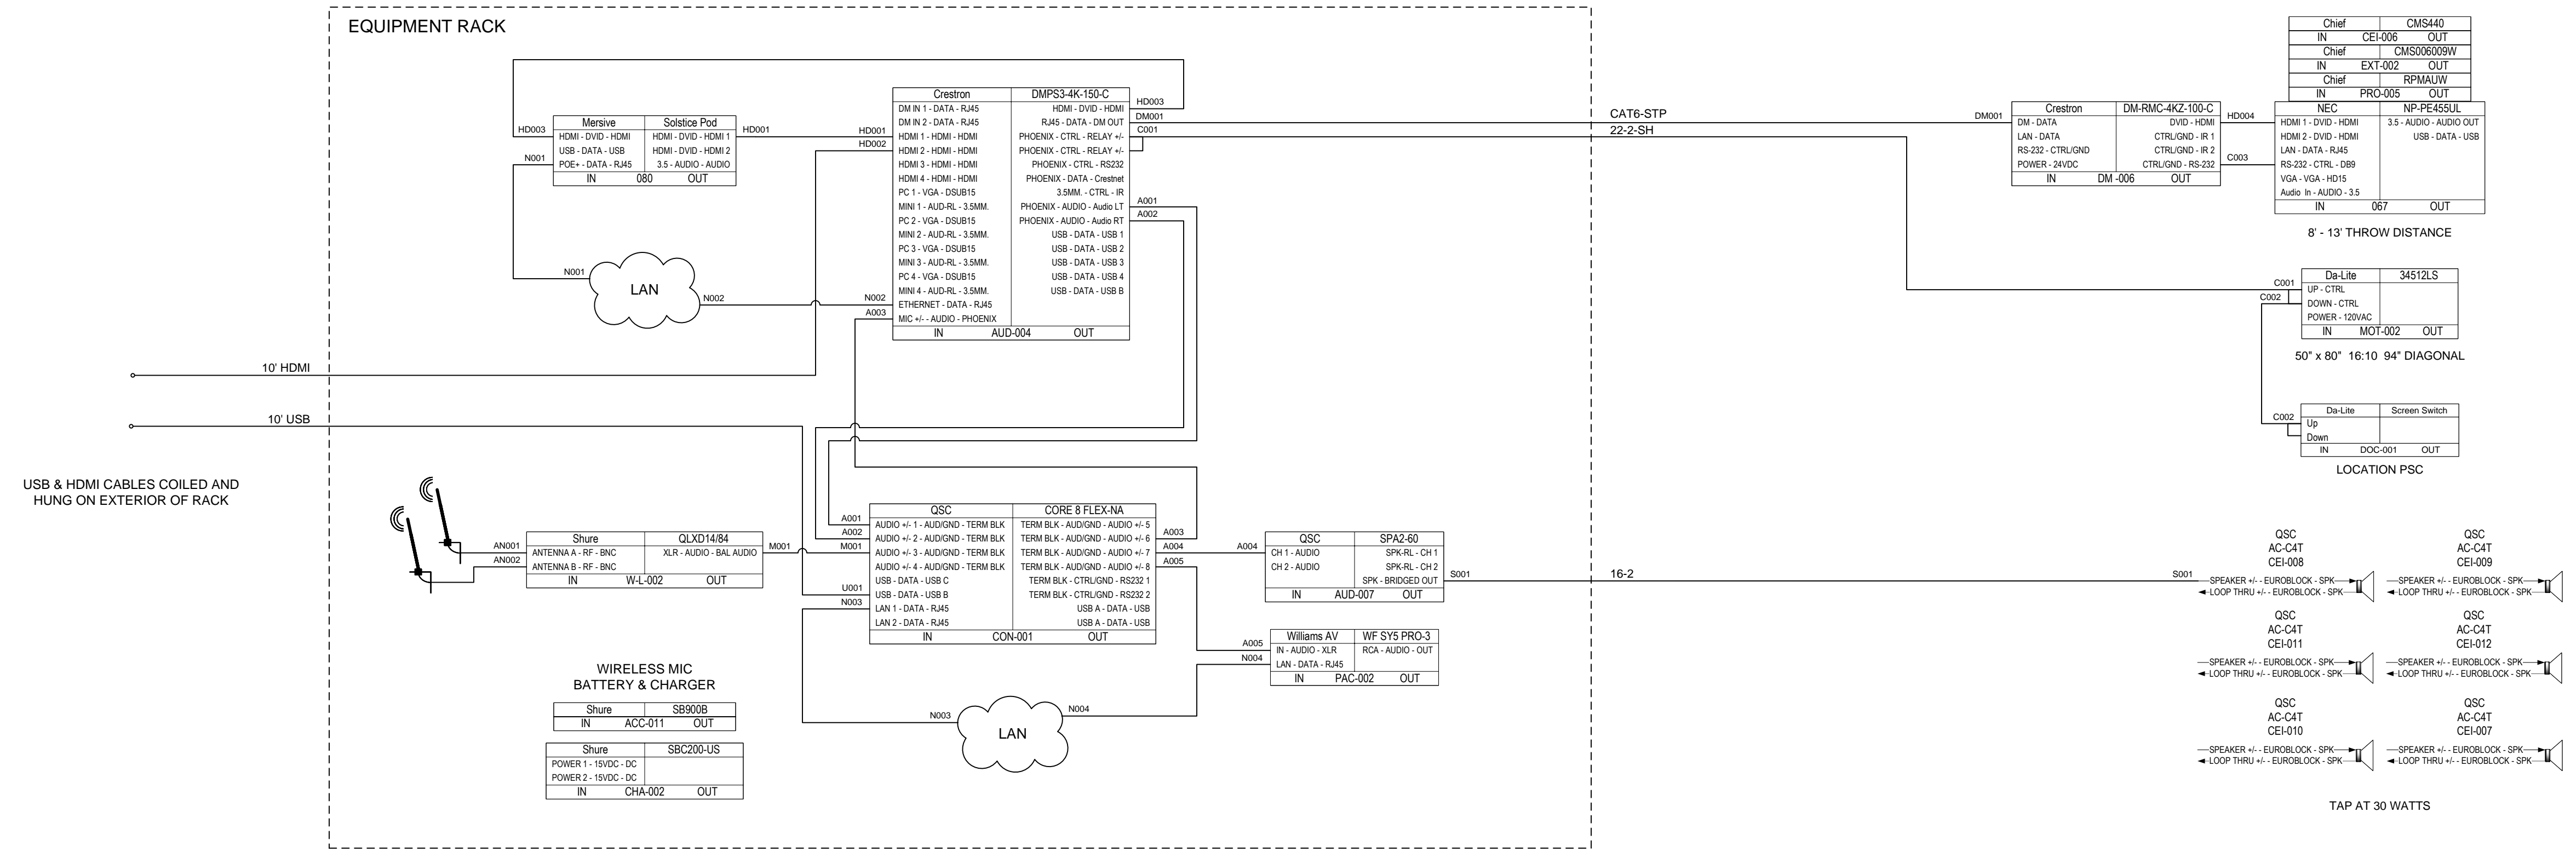 EQUIPMENT RACK
Mersive Solstice Pod
HD003 HDMI - DVID - HDMI HDMI - DVID - HDMI 1 HD001
USB - DATA - USB HDMI - DVID - HDMI 2
N001 POE+ - DATA - RJ45 3.5 - AUDIO - AUDIO
IN 080 OUT
Crestron DMPS3-4K-150-C
DM IN 1 - DATA - RJ45 HDMI - DVID - HDMI HD003
DM IN 2 - DATA - RJ45 RJ45 - DATA - DM OUT DM001
HD001 HDMI 1 - HDMI - HDMI PHOENIX - CTRL - RELAY +/- C001
HD002 HDMI 2 - HDMI - HDMI PHOENIX - CTRL - RELAY +/-
HDMI 3 - HDMI - HDMI PHOENIX - CTRL - RS232
HDMI 4 - HDMI - HDMI PHOENIX - DATA - Crestnet
PC 1 - VGA - DSUB15 3.5MM. - CTRL - IR
MINI 1 - AUD-RL - 3.5MM. PHOENIX - AUDIO - Audio LT A001
PC 2 - VGA - DSUB15 PHOENIX - AUDIO - Audio RT A002
MINI 2 - AUD-RL - 3.5MM. USB - DATA - USB 1
PC 3 - VGA - DSUB15 USB - DATA - USB 2
MINI 3 - AUD-RL - 3.5MM. USB - DATA - USB 3
PC 4 - VGA - DSUB15 USB - DATA - USB 4
MINI 4 - AUD-RL - 3.5MM. USB - DATA - USB B
N002 ETHERNET - DATA - RJ45
A003 MIC +/- - AUDIO - PHOENIX
IN AUD-004 OUT
N001 LAN N002
CAT6-STP
22-2-SH
DM001
Crestron DM-RMC-4KZ-100-C
DM - DATA DVID - HDMI HD004
LAN - DATA CTRL/GND - IR 1
RS-232 - CTRL/GND CTRL/GND - IR 2
POWER - 24VDC CTRL/GND - RS-232 C003
IN DM -006 OUT
Chief CMS440
IN CEI-006 OUT
Chief CMS006009W
IN EXT-002 OUT
Chief RPMAUW
IN PRO-005 OUT
NEC NP-PE455UL
HDMI 1 - DVID - HDMI 3.5 - AUDIO - AUDIO OUT
HDMI 2 - DVID - HDMI USB - DATA - USB
LAN - DATA - RJ45
RS-232 - CTRL - DB9
VGA - VGA - HD15
Audio In - AUDIO - 3.5
IN 067 OUT
8' - 13' THROW DISTANCE
Da-Lite 34512LS
C001 UP - CTRL
C002 DOWN - CTRL
POWER - 120VAC
IN MOT-002 OUT
50" x 80" 16:10 94" DIAGONAL
Da-Lite Screen Switch
C002 Up
Down
IN DOC-001 OUT
LOCATION PSC
10' HDMI
10' USB
USB & HDMI CABLES COILED AND
HUNG ON EXTERIOR OF RACK
Shure QLXD14/84
AN001 ANTENNA A - RF - BNC XLR - AUDIO - BAL AUDIO M001
AN002 ANTENNA B - RF - BNC
IN W-L-002 OUT
QSC CORE 8 FLEX-NA
A001 AUDIO +/- 1 - AUD/GND - TERM BLK TERM BLK - AUD/GND - AUDIO +/- 5
A002 AUDIO +/- 2 - AUD/GND - TERM BLK TERM BLK - AUD/GND - AUDIO +/- 6 A003
M001 AUDIO +/- 3 - AUD/GND - TERM BLK TERM BLK - AUD/GND - AUDIO +/- 7 A004
AUDIO +/- 4 - AUD/GND - TERM BLK TERM BLK - AUD/GND - AUDIO +/- 8 A005
USB - DATA - USB C TERM BLK - CTRL/GND - RS232 1
U001 USB - DATA - USB B TERM BLK - CTRL/GND - RS232 2
N003 LAN 1 - DATA - RJ45 USB A - DATA - USB
LAN 2 - DATA - RJ45 USB A - DATA - USB
IN CON-001 OUT
QSC SPA2-60
A004 CH 1 - AUDIO SPK-RL - CH 1
CH 2 - AUDIO SPK-RL - CH 2
SPK - BRIDGED OUT S001
IN AUD-007 OUT
16-2
S001
Williams AV WF SY5 PRO-3
A005 IN - AUDIO - XLR RCA - AUDIO - OUT
N004 LAN - DATA - RJ45
IN PAC-002 OUT
N003 LAN N004
WIRELESS MIC
BATTERY & CHARGER
Shure SB900B
IN ACC-011 OUT
Shure SBC200-US
POWER 1 - 15VDC - DC
POWER 2 - 15VDC - DC
IN CHA-002 OUT
QSC QSC
AC-C4T AC-C4T
CEI-008 CEI-009
SPEAKER +/- - EUROBLOCK - SPK SPEAKER +/- - EUROBLOCK - SPK
LOOP THRU +/- - EUROBLOCK - SPK LOOP THRU +/- - EUROBLOCK - SPK
QSC QSC
AC-C4T AC-C4T
CEI-011 CEI-012
SPEAKER +/- - EUROBLOCK - SPK SPEAKER +/- - EUROBLOCK - SPK
LOOP THRU +/- - EUROBLOCK - SPK LOOP THRU +/- - EUROBLOCK - SPK
QSC QSC
AC-C4T AC-C4T
CEI-010 CEI-007
SPEAKER +/- - EUROBLOCK - SPK SPEAKER +/- - EUROBLOCK - SPK
LOOP THRU +/- - EUROBLOCK - SPK LOOP THRU +/- - EUROBLOCK - SPK
TAP AT 30 WATTS